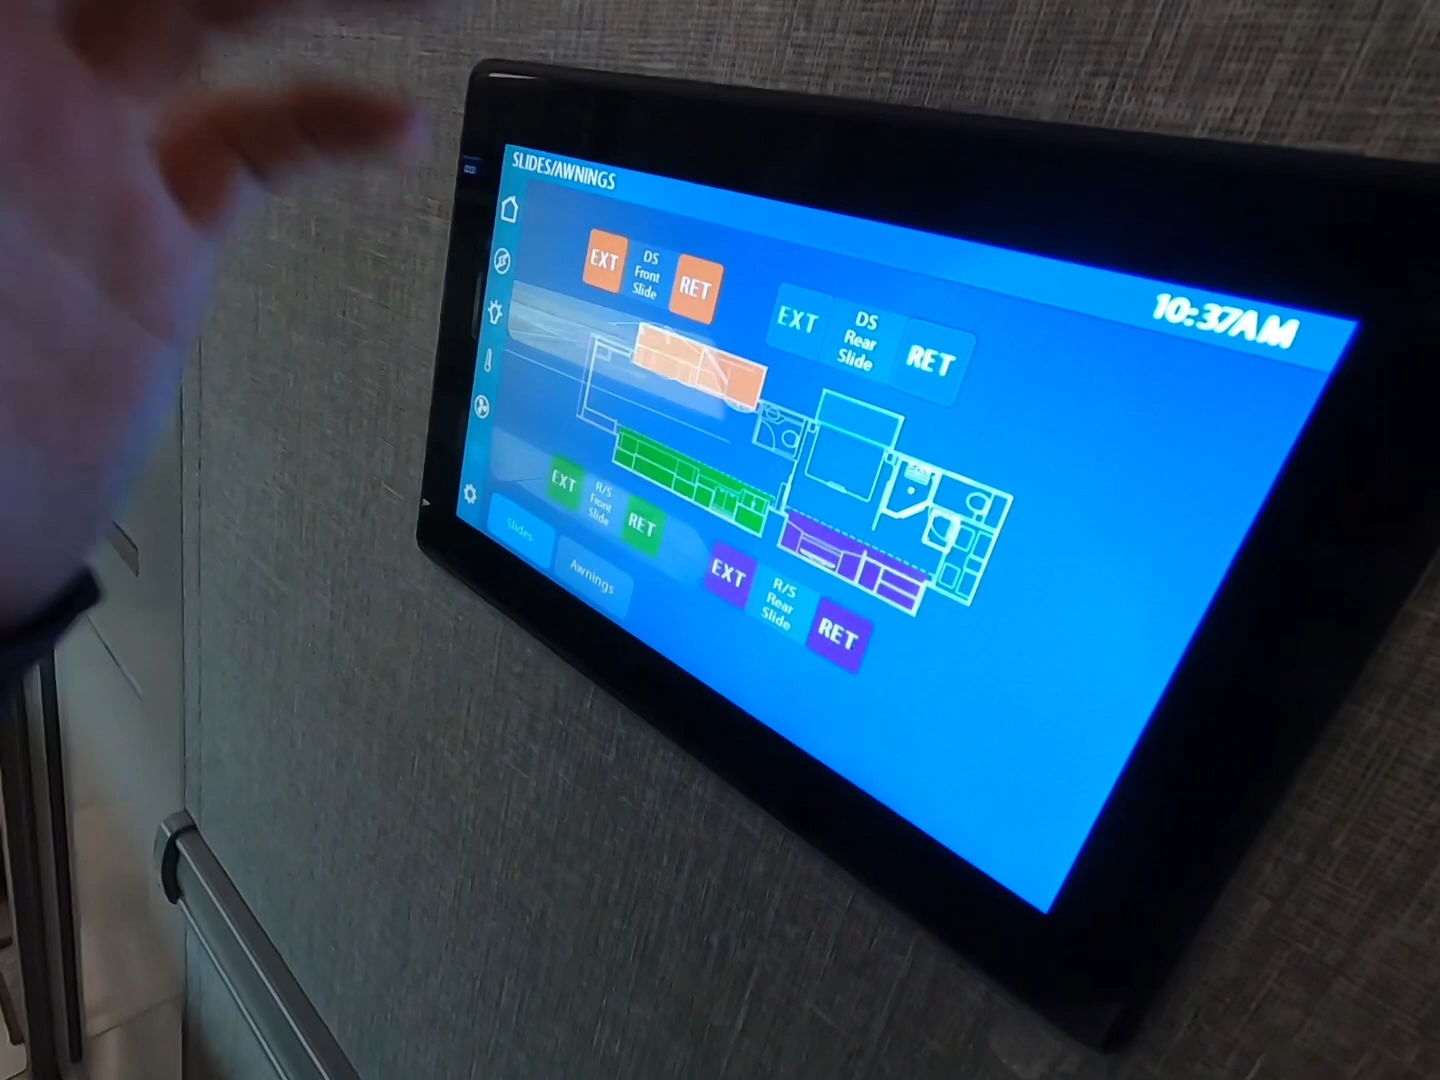 SLIDES/AWNINGS
10:37AM
EXT
DS
Front
Slide
RET
EXT
DS
Rear
Slide
RET
EXT
R/S
Front
Slide
RET
EXT
R/S
Rear
Slide
RET
Slides
Awnings